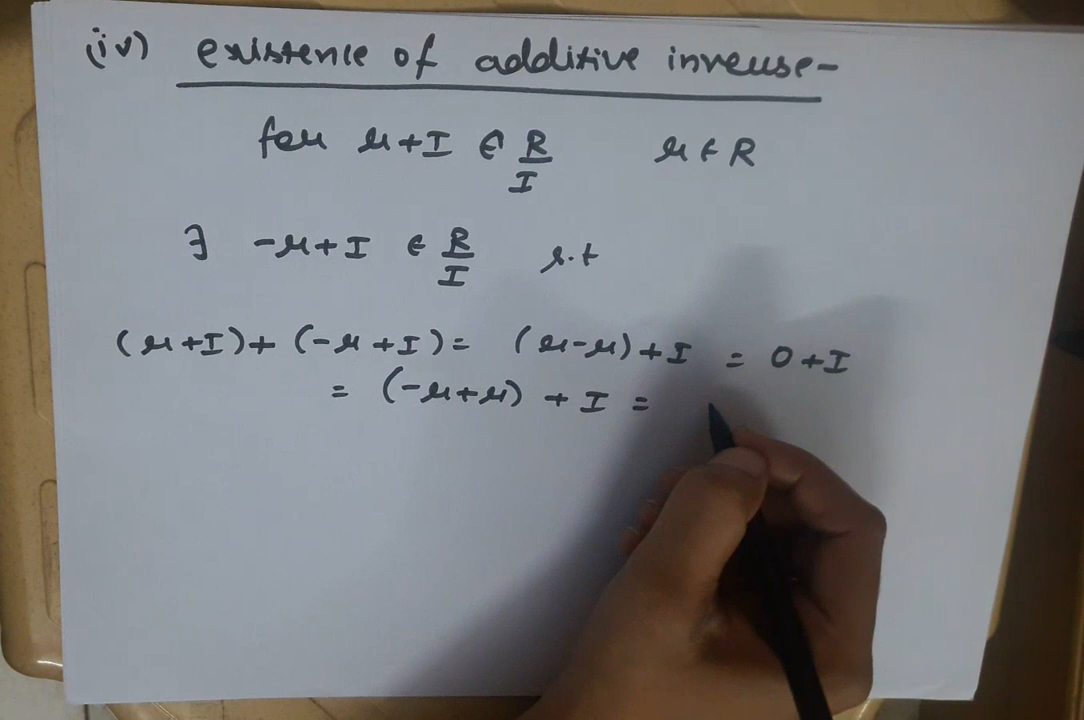 (iv) existence of additive inverse-
for r+I ∈ R/I r ∈ R
∃ -r+I ∈ R/I s.t
(r+I)+(-r+I)= (r-r)+I = 0+I
= (-r+r) + I =